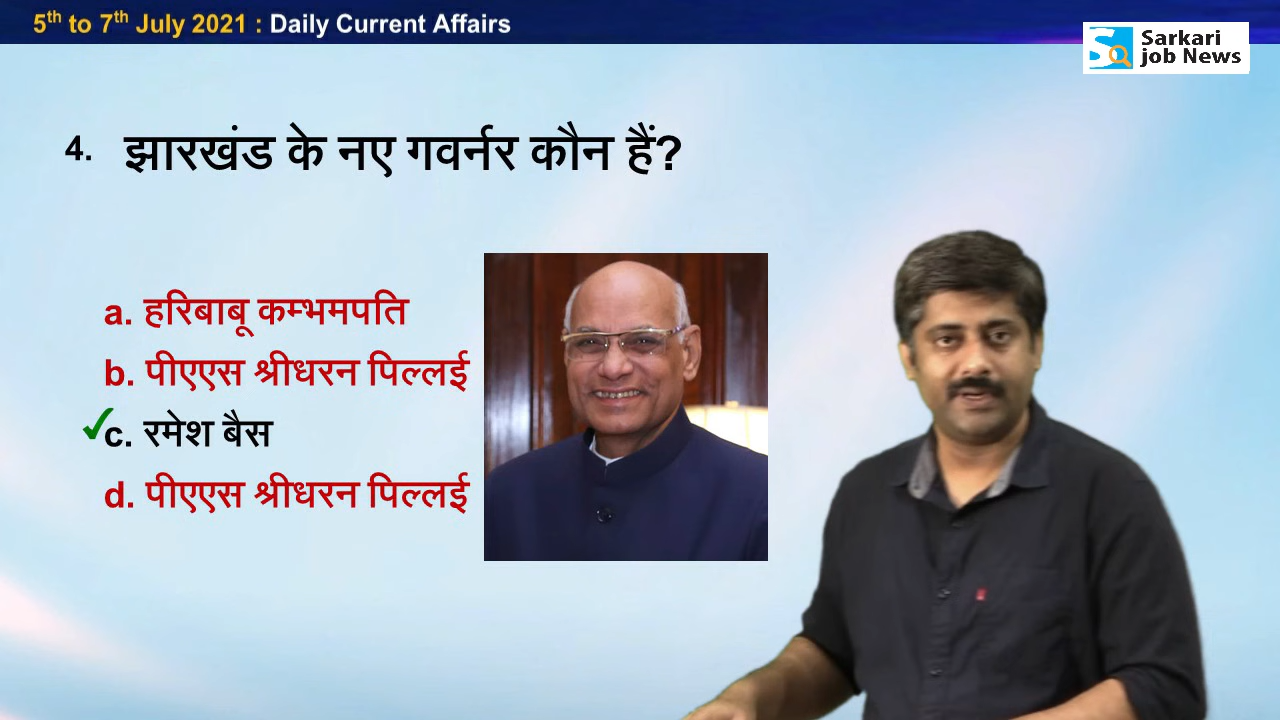 5th to 7th July 2021 : Daily Current Affairs
Sarkari
job News
4. झारखंड के नए गवर्नर कौन हैं?
a. हरिबाबू कम्भमपति
b. पीएएस श्रीधरन पिल्लई
✓c. रमेश बैस
d. पीएएस श्रीधरन पिल्लई